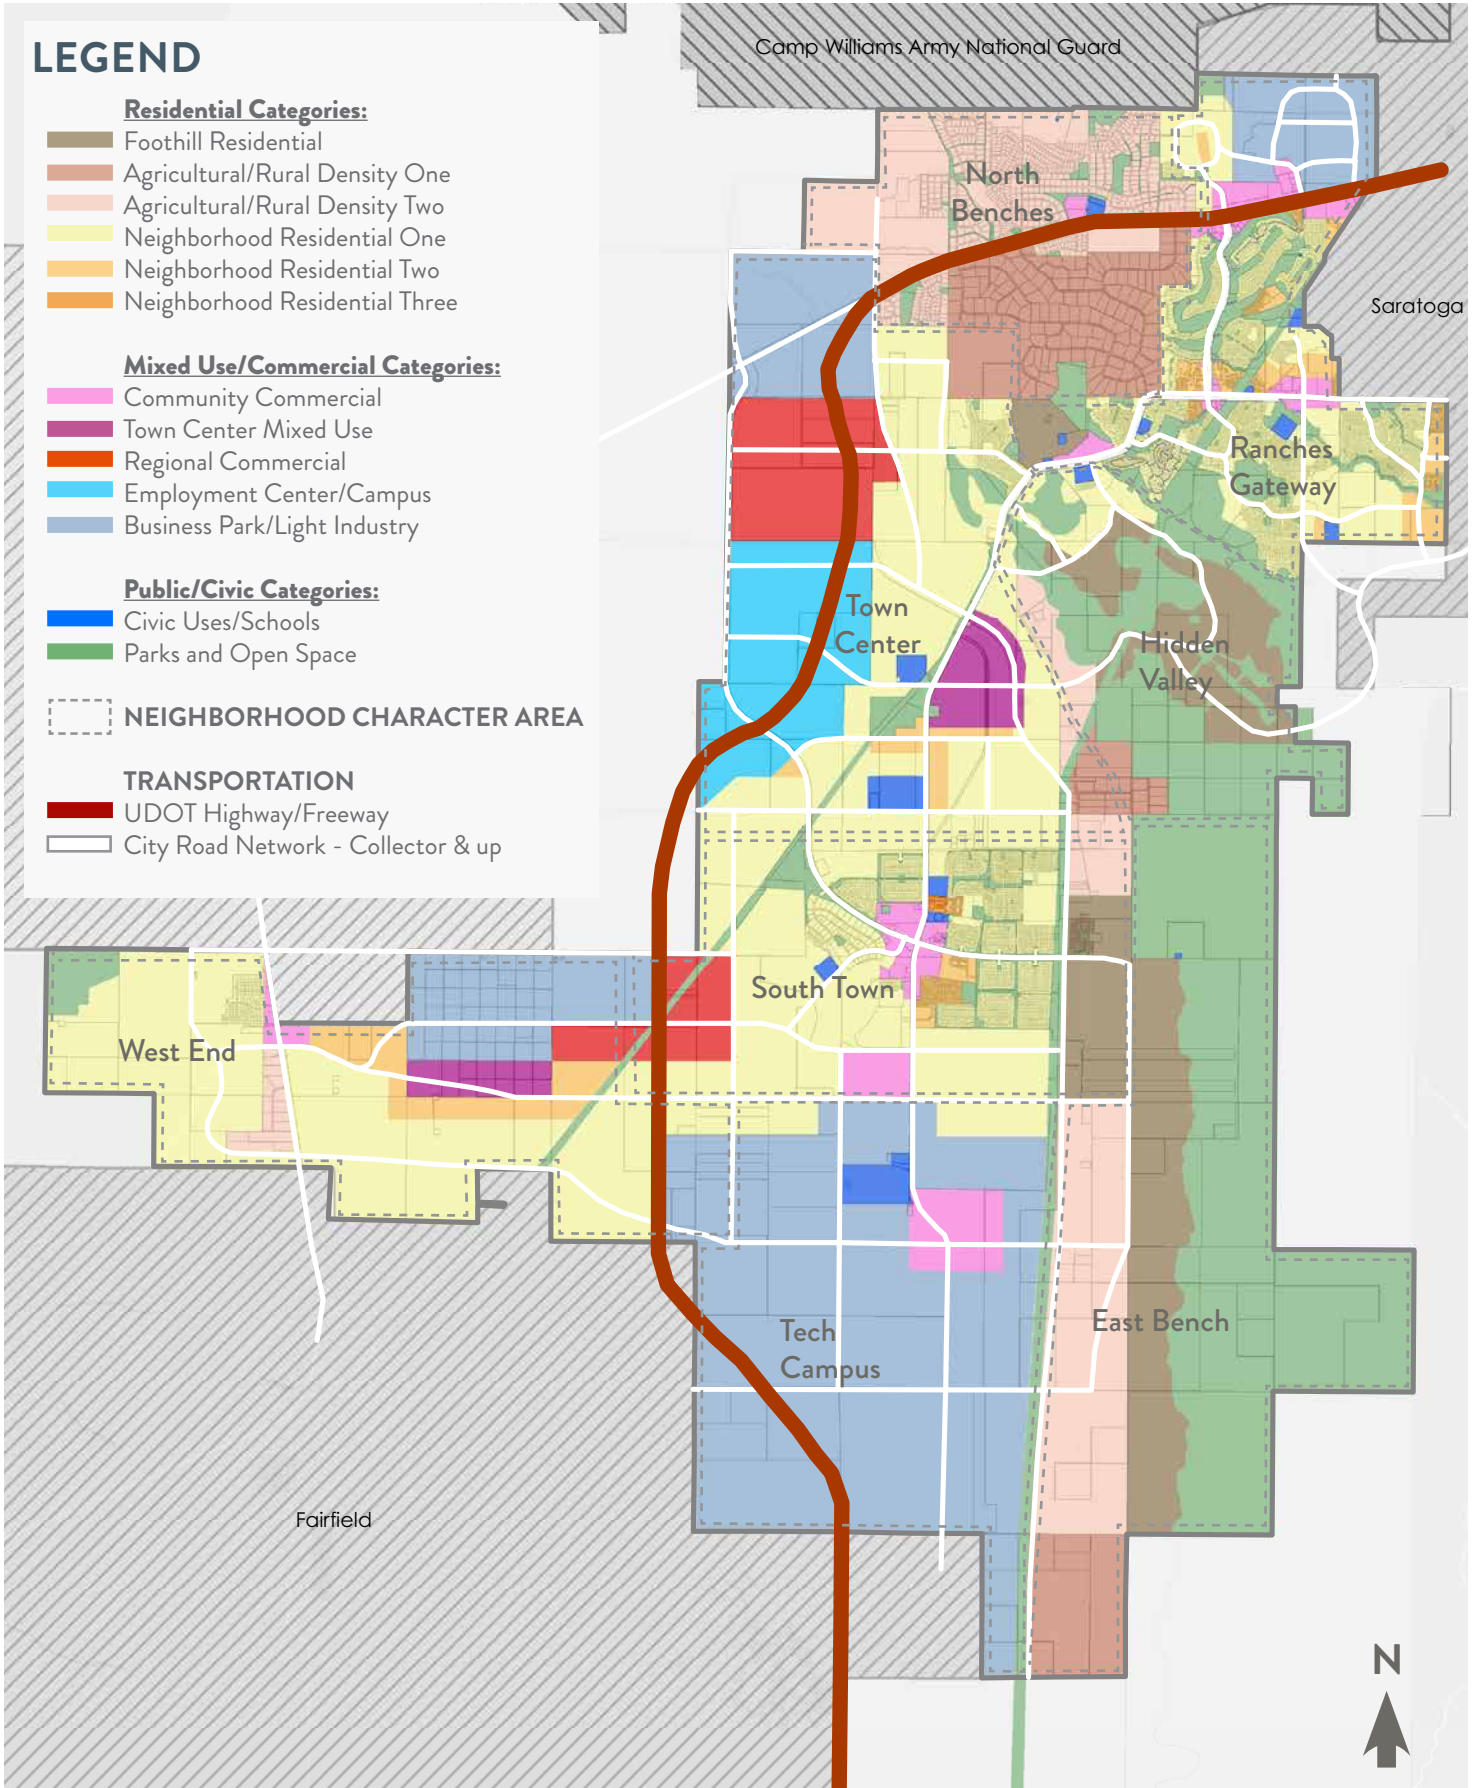 LEGEND
Residential Categories:
Foothill Residential
Agricultural/Rural Density One
Agricultural/Rural Density Two
Neighborhood Residential One
Neighborhood Residential Two
Neighborhood Residential Three
Mixed Use/Commercial Categories:
Community Commercial
Town Center Mixed Use
Regional Commercial
Employment Center/Campus
Business Park/Light Industry
Public/Civic Categories:
Civic Uses/Schools
Parks and Open Space
NEIGHBORHOOD CHARACTER AREA
TRANSPORTATION
UDOT Highway/Freeway
City Road Network - Collector & up
Camp Williams Army National Guard
North
Benches
Saratoga
Ranches
Gateway
Town
Center
Hidden
Valley
South Town
West End
East Bench
Tech
Campus
Fairfield
N